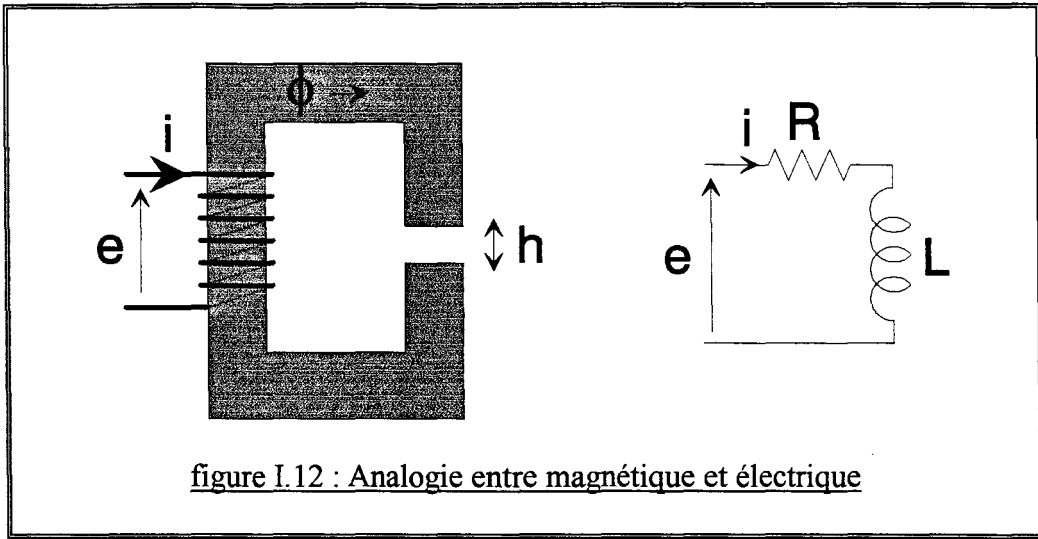 ϕ
i
e
h
i
R
e
L
figure I.12 : Analogie entre magnétique et électrique